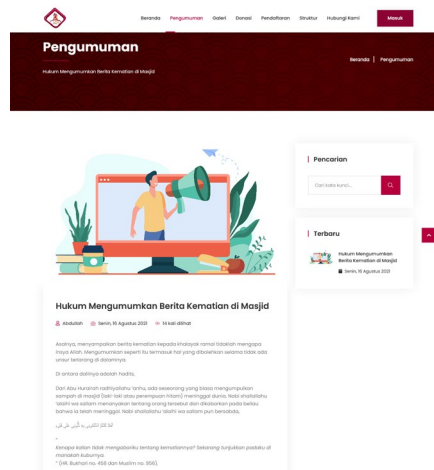 Beranda Pengumuman Galeri Donasi Pendaftaran Struktur Hubungi Kami Masuk
Pengumuman
Hukum Mengumumkan Berita Kematian di Masjid
Beranda | Pengumuman
Pencarian
Cari kata kunci...
Terbaru
Hukum Mengumumkan
Berita Kematian di Masjid
Senin, 16 Agustus 2021
Hukum Mengumumkan Berita Kematian di Masjid
Abdullah Senin, 16 Agustus 2021 14 kali dilihat
Asalnya, menyampaikan berita kematian kepada khalayak ramai tidaklah mengapa
insya Allah. Mengumumkan seperti itu termasuk hal yang dibolehkan selama tidak ada
unsur terlarang di dalamnya.
Di antara dalilnya adalah hadits,
Dari Abu Hurairah radhiyallahu 'anhu, ada seseorang yang biasa mengumpulkan
sampah di masjid (laki-laki atau perempuan hitam) meninggal dunia. Nabi shallallahu
'alaihi wa sallam menanyakan tentang orang tersebut dan dikabarkan pada beliau
bahwa ia telah meninggal. Nabi shallallahu 'alaihi wa sallam pun bersabda,
"
Kenapa kalian tidak mengabariku tentang kematiannya? Sekarang tunjukkan padaku di
manakah kuburnya.
" (HR. Bukhari no. 458 dan Muslim no. 956).